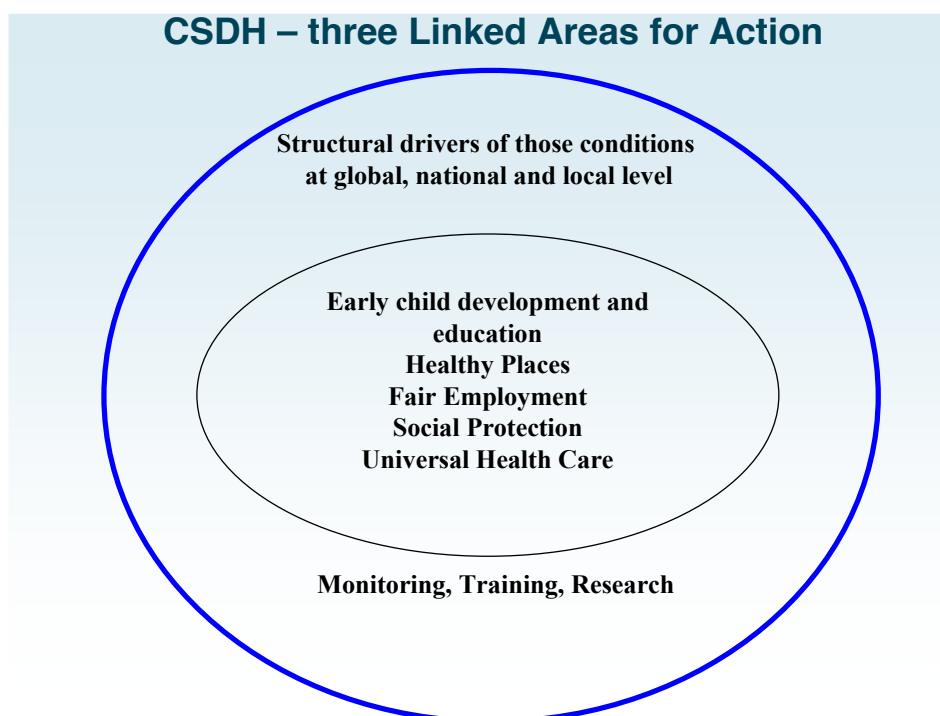 CSDH – three Linked Areas for Action
Structural drivers of those conditions
at global, national and local level
Early child development and
education
Healthy Places
Fair Employment
Social Protection
Universal Health Care
Monitoring, Training, Research